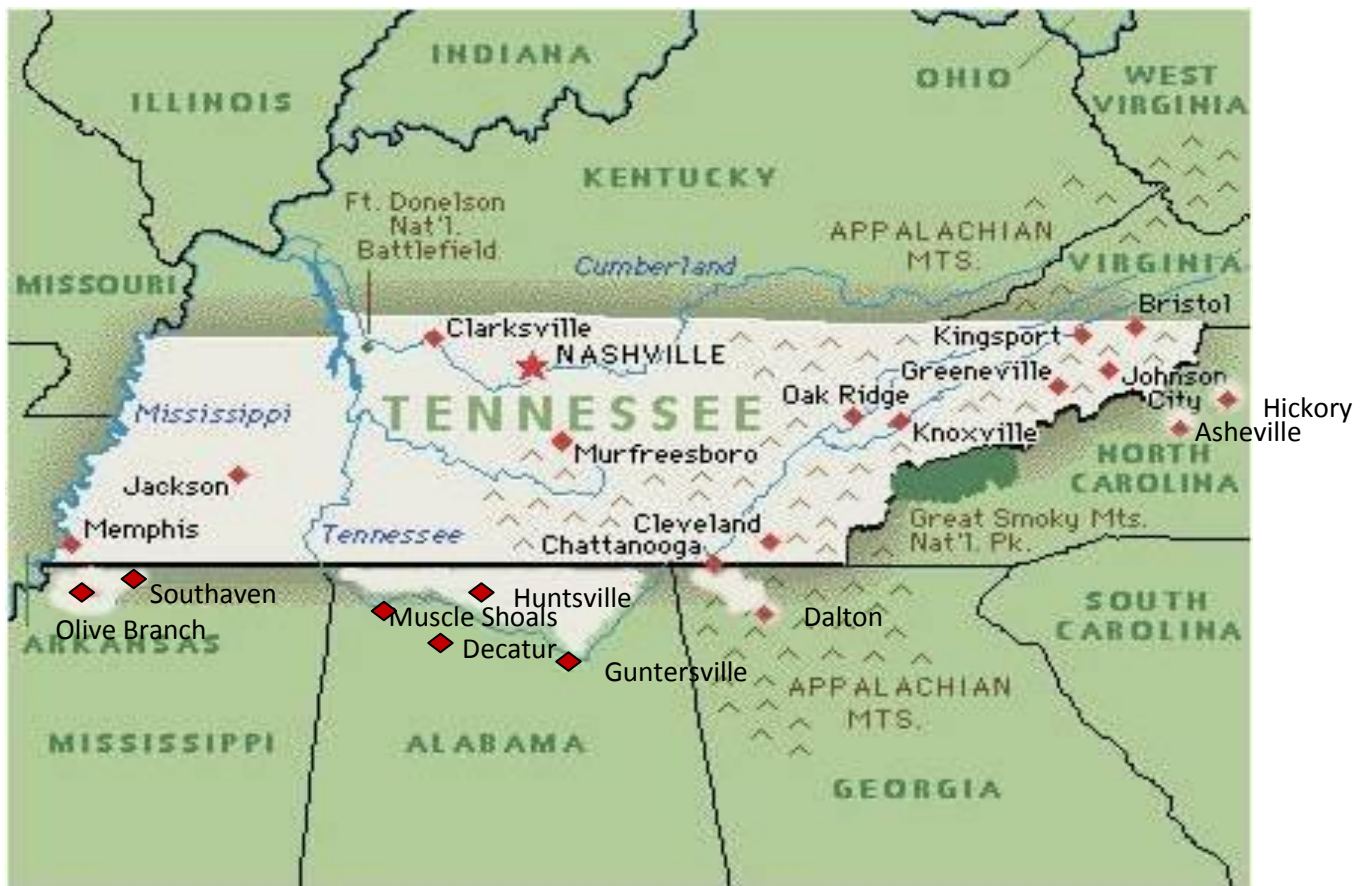 INDIANA
OHIO
WEST
VIRGINIA
ILLINOIS
KENTUCKY
Ft. Donelson
Nat'l.
Battlefield
APPALACHIAN
MTS.
Cumberland
VIRGINIA
MISSOURI
Bristol
Clarksville
Kingsport
NASHVILLE
Greeneville
Johnson
City
Oak Ridge
Mississippi
TENNESSEE
Hickory
Knoxville
Asheville
Murfreesboro
NORTH
CAROLINA
Jackson
Great Smoky Mts.
Nat'l. Pk.
Memphis
Tennessee
Cleveland
Chattanooga
Southaven
Huntsville
Olive Branch
Muscle Shoals
Dalton
SOUTH
CAROLINA
ARKANSAS
Decatur
Guntersville
APPALACHIAN
MTS.
MISSISSIPPI
ALABAMA
GEORGIA